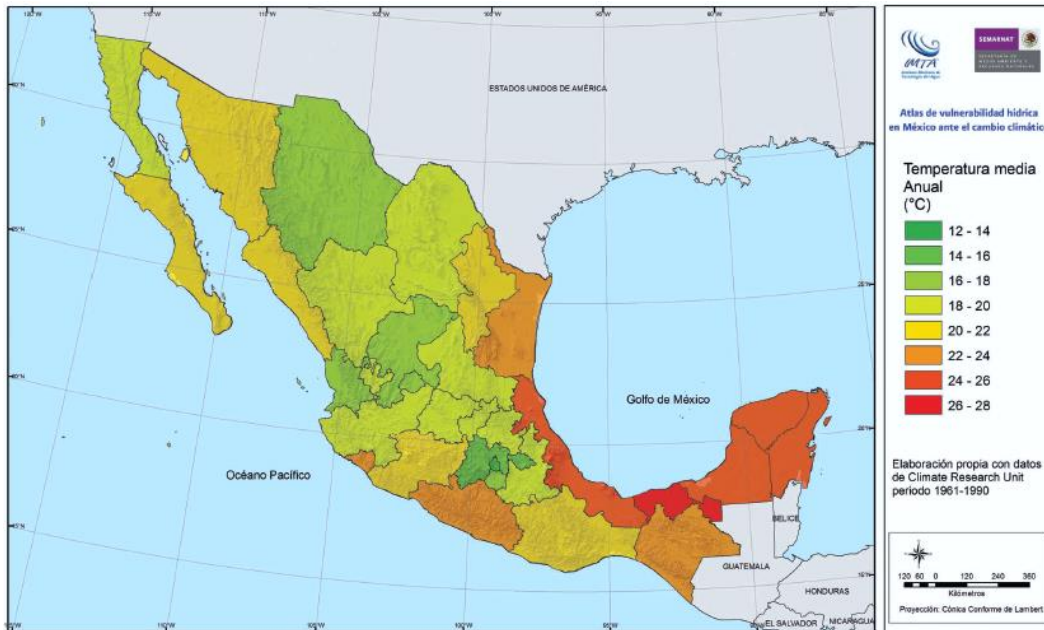 ESTADOS UNIDOS DE AMÉRICA
Golfo de México
Océano Pacífico
BELICE
GUATEMALA
HONDURAS
EL SALVADOR
NICARAGUA
IMTA
SEMARNAT
Atlas de vulnerabilidad hídrica
en México ante el cambio climátic
Temperatura media
Anual
(°C)
12 - 14
14 - 16
16 - 18
18 - 20
20 - 22
22 - 24
24 - 26
26 - 28
Elaboración propia con datos
de Climate Research Unit
periodo 1961-1990
120 60 0 120 240 360
Kilómetros
Proyección: Cónica Conforme de Lambert